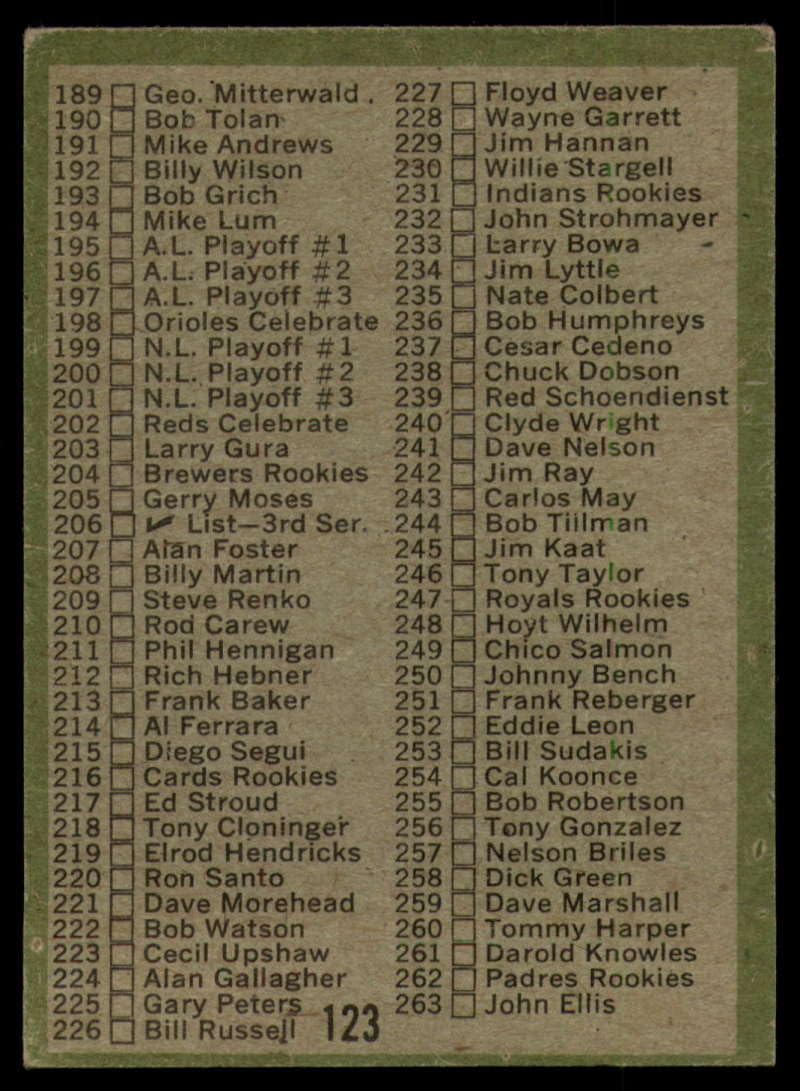 189 Geo. Mitterwald
190 Bob Tolan
191 Mike Andrews
192 Billy Wilson
193 Bob Grich
194 Mike Lum
195 A.L. Playoff #1
196 A.L. Playoff #2
197 A.L. Playoff #3
198 Orioles Celebrate
199 N.L. Playoff #1
200 N.L. Playoff #2
201 N.L. Playoff #3
202 Reds Celebrate
203 Larry Gura
204 Brewers Rookies
205 Gerry Moses
206 ✔ List—3rd Ser.
207 Alan Foster
208 Billy Martin
209 Steve Renko
210 Rod Carew
211 Phil Hennigan
212 Rich Hebner
213 Frank Baker
214 Al Ferrara
215 Diego Segui
216 Cards Rookies
217 Ed Stroud
218 Tony Cloninger
219 Elrod Hendricks
220 Ron Santo
221 Dave Morehead
222 Bob Watson
223 Cecil Upshaw
224 Alan Gallagher
225 Gary Peters
226 Bill Russell
123
227 Floyd Weaver
228 Wayne Garrett
229 Jim Hannan
230 Willie Stargell
231 Indians Rookies
232 John Strohmayer
233 Larry Bowa
234 Jim Lyttle
235 Nate Colbert
236 Bob Humphreys
237 Cesar Cedeno
238 Chuck Dobson
239 Red Schoendienst
240 Clyde Wright
241 Dave Nelson
242 Jim Ray
243 Carlos May
244 Bob Tillman
245 Jim Kaat
246 Tony Taylor
247 Royals Rookies
248 Hoyt Wilhelm
249 Chico Salmon
250 Johnny Bench
251 Frank Reberger
252 Eddie Leon
253 Bill Sudakis
254 Cal Koonce
255 Bob Robertson
256 Tony Gonzalez
257 Nelson Briles
258 Dick Green
259 Dave Marshall
260 Tommy Harper
261 Darold Knowles
262 Padres Rookies
263 John Ellis